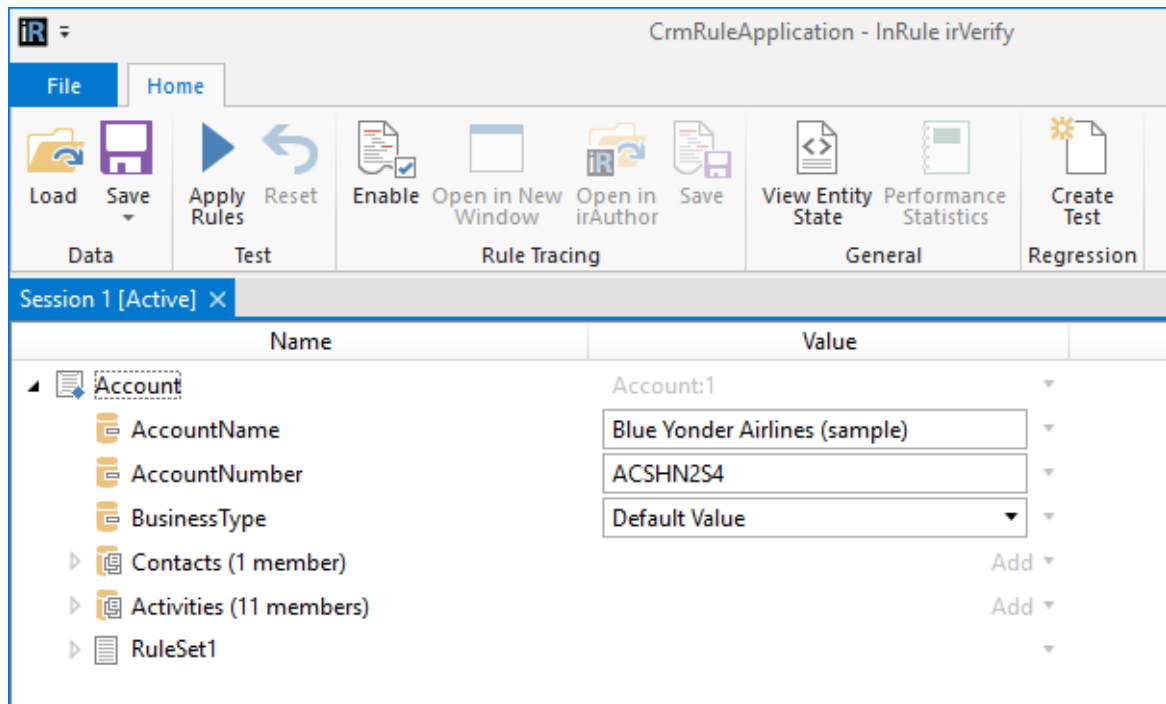 iR
CrmRuleApplication - InRule irVerify
File
Home
Load
Save
Apply
Rules
Reset
Enable
Open in New
Window
iR
Open in
irAuthor
Save
View Entity
State
Performance
Statistics
Create
Test
Data
Test
Rule Tracing
General
Regression
Session 1 [Active]
Name
Value
Account
Account:1
AccountName
Blue Yonder Airlines (sample)
AccountNumber
ACSHN2S4
BusinessType
Default Value
Contacts (1 member)
Add
Activities (11 members)
Add
RuleSet1